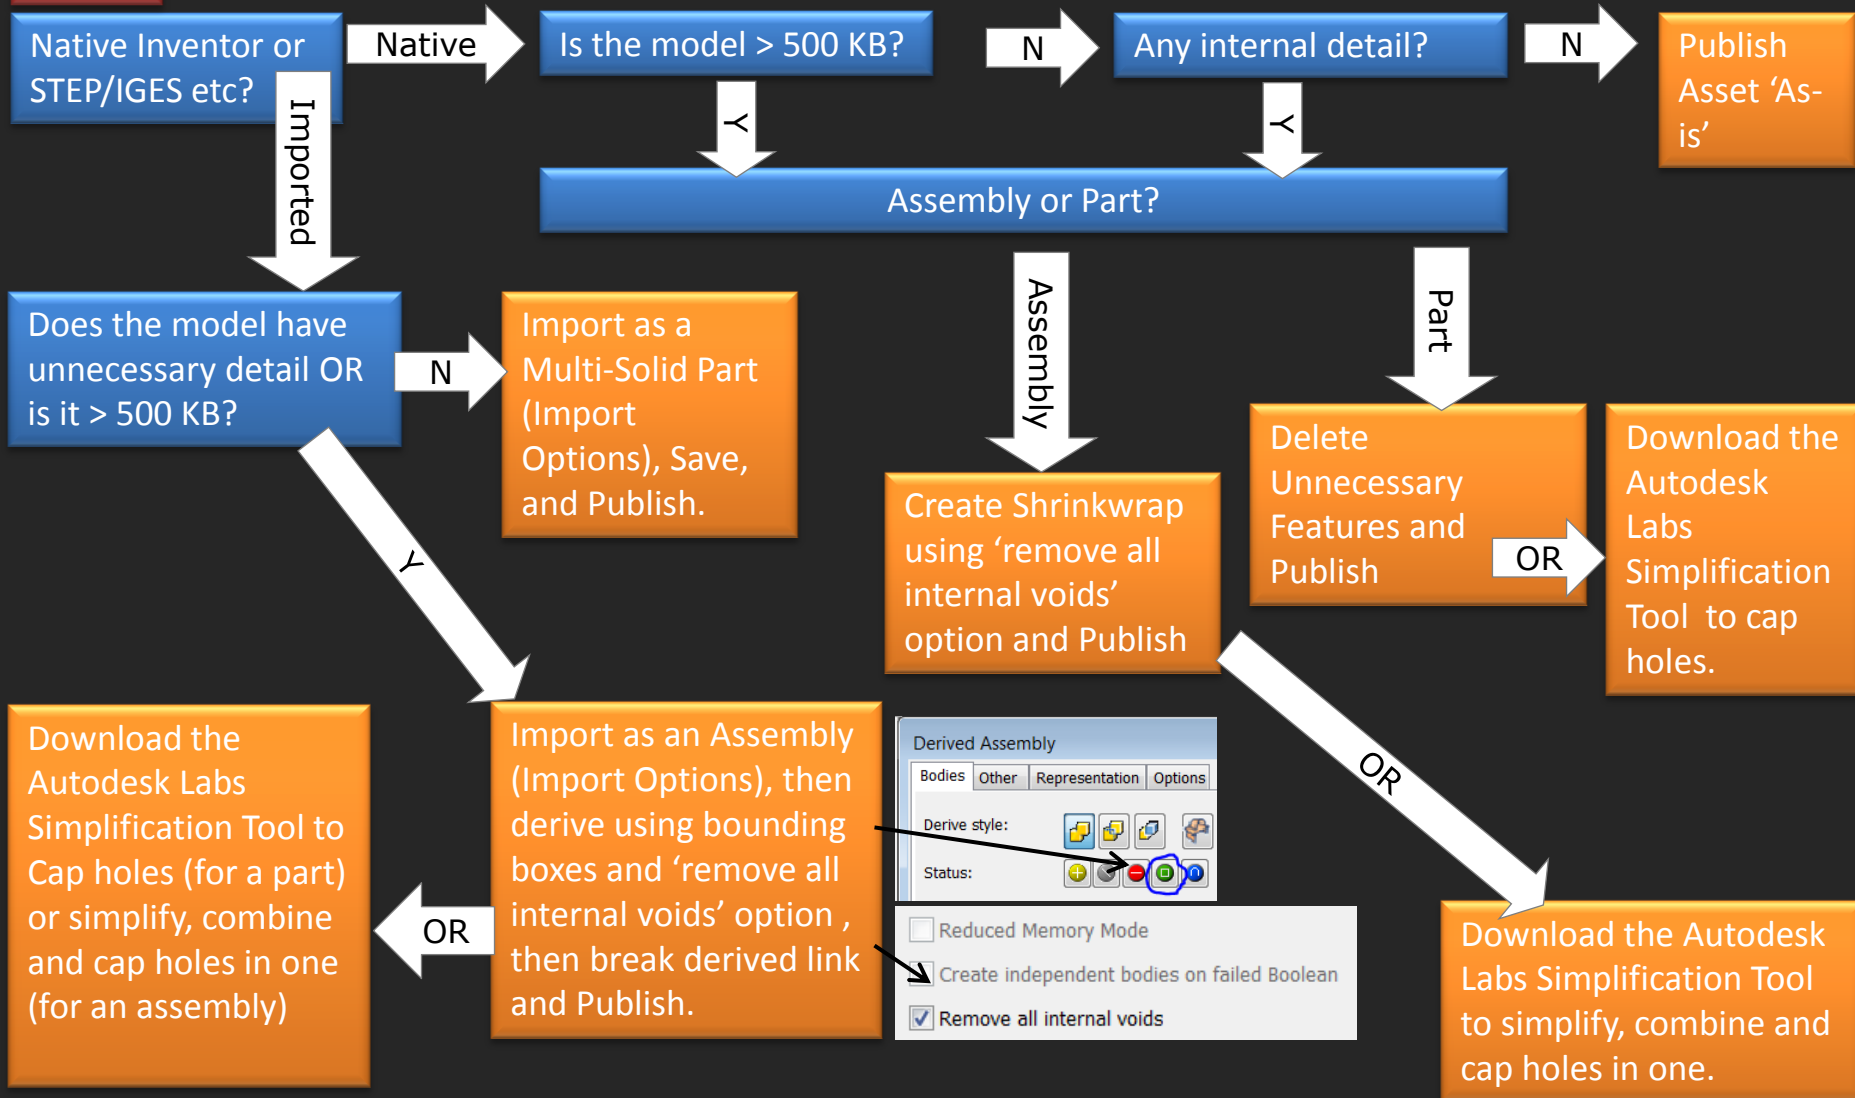 Native Inventor or
STEP/IGES etc?
Native
Is the model > 500 KB?
N
Any internal detail?
N
Publish
Asset ‘As-
is’
Imported
Y
Y
Assembly or Part?
Assembly
Part
Does the model have
unnecessary detail OR
is it > 500 KB?
N
Import as a
Multi-Solid Part
(Import
Options), Save,
and Publish.
Y
Create Shrinkwrap
using ‘remove all
internal voids’
option and Publish
Delete
Unnecessary
Features and
Publish
OR
Download the
Autodesk
Labs
Simplification
Tool to cap
holes.
OR
Download the
Autodesk Labs
Simplification Tool to
Cap holes (for a part)
or simplify, combine
and cap holes in one
(for an assembly)
OR
Import as an Assembly
(Import Options), then
derive using bounding
boxes and ‘remove all
internal voids’ option ,
then break derived link
and Publish.
Derived Assembly
Bodies Other Representation Options
Derive style:
Status:
Reduced Memory Mode
Create independent bodies on failed Boolean
Remove all internal voids
Download the Autodesk
Labs Simplification Tool
to simplify, combine and
cap holes in one.